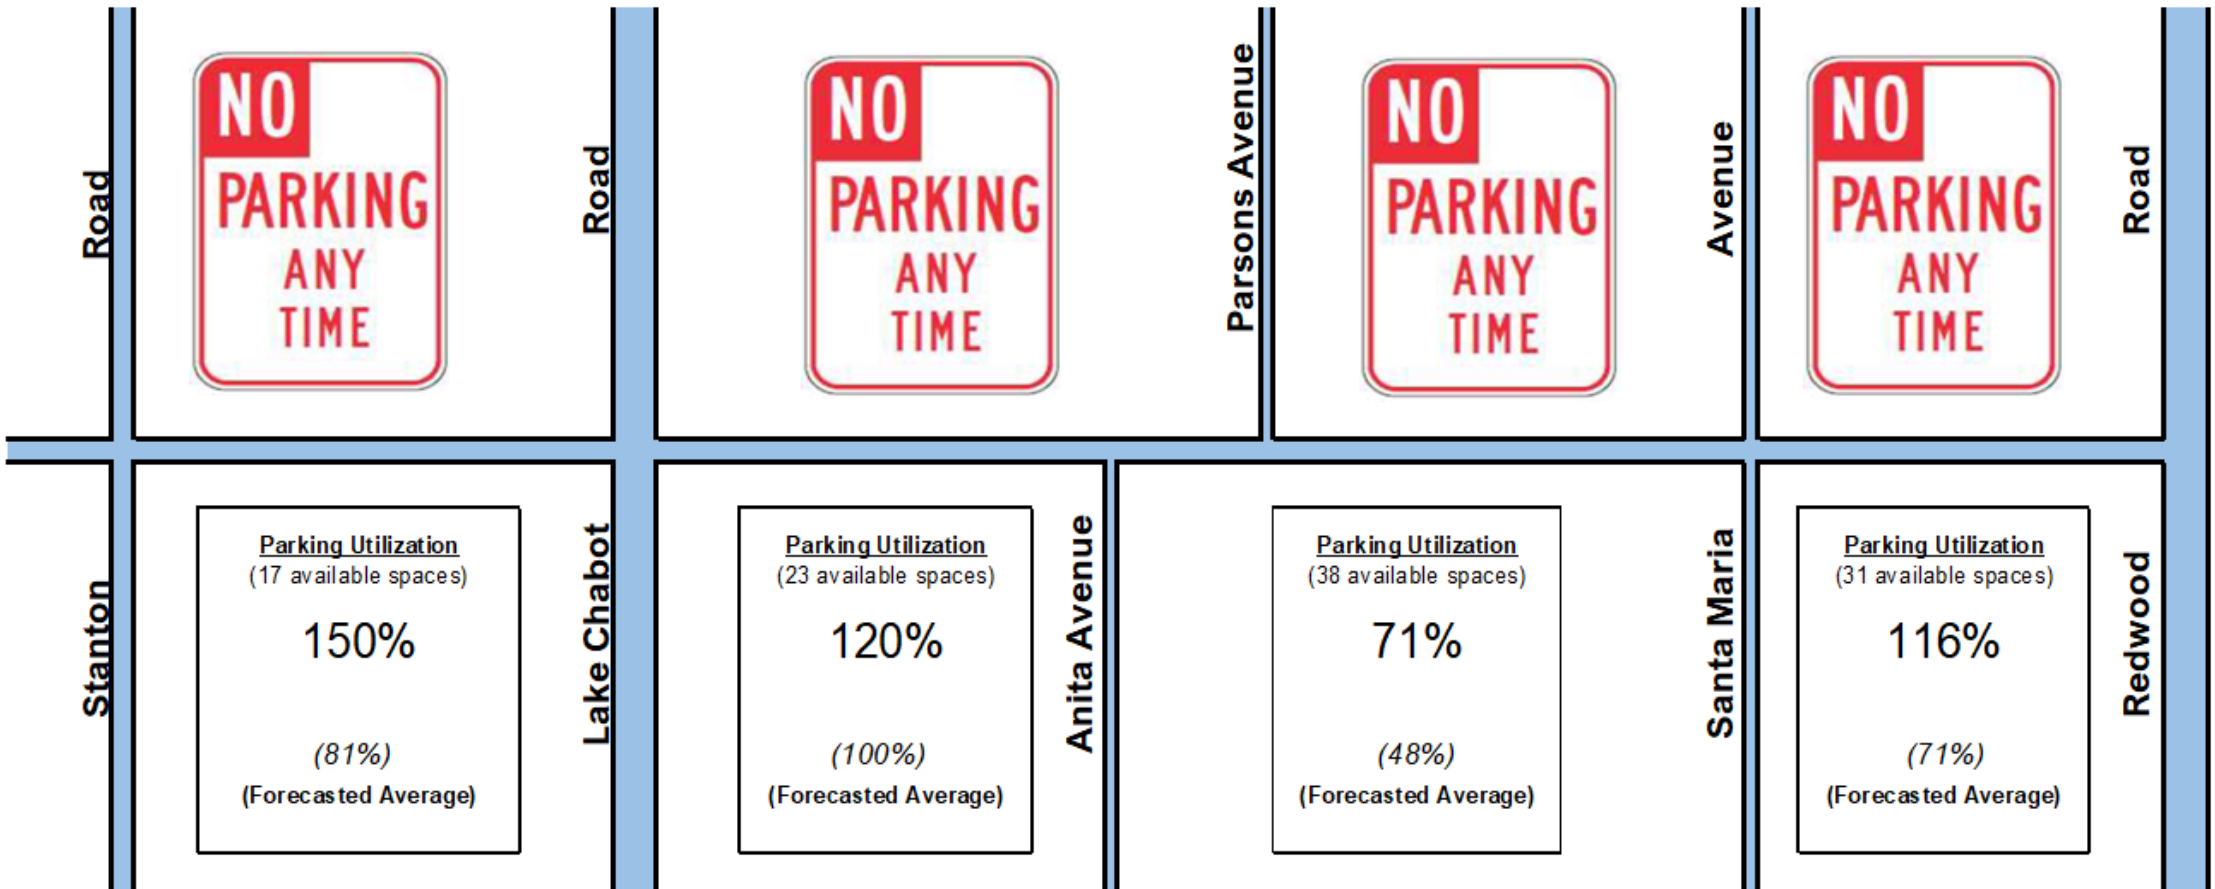 NO
PARKING
ANY
TIME
NO
PARKING
ANY
TIME
NO
PARKING
ANY
TIME
NO
PARKING
ANY
TIME
Stanton Road
Lake Chabot Road
Parsons Avenue
Anita Avenue
Santa Maria Avenue
Redwood Road
Parking Utilization
(17 available spaces)
150%
(81%)
(Forecasted Average)
Parking Utilization
(23 available spaces)
120%
(100%)
(Forecasted Average)
Parking Utilization
(38 available spaces)
71%
(48%)
(Forecasted Average)
Parking Utilization
(31 available spaces)
116%
(71%)
(Forecasted Average)